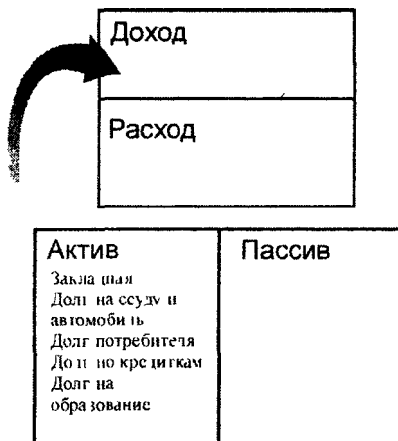 Доход
Расход
Актив
Пассив
Закладная
Долг на ссуду и
автомобиль
Долг потребителя
Долг по кредиткам
Долг на
образование